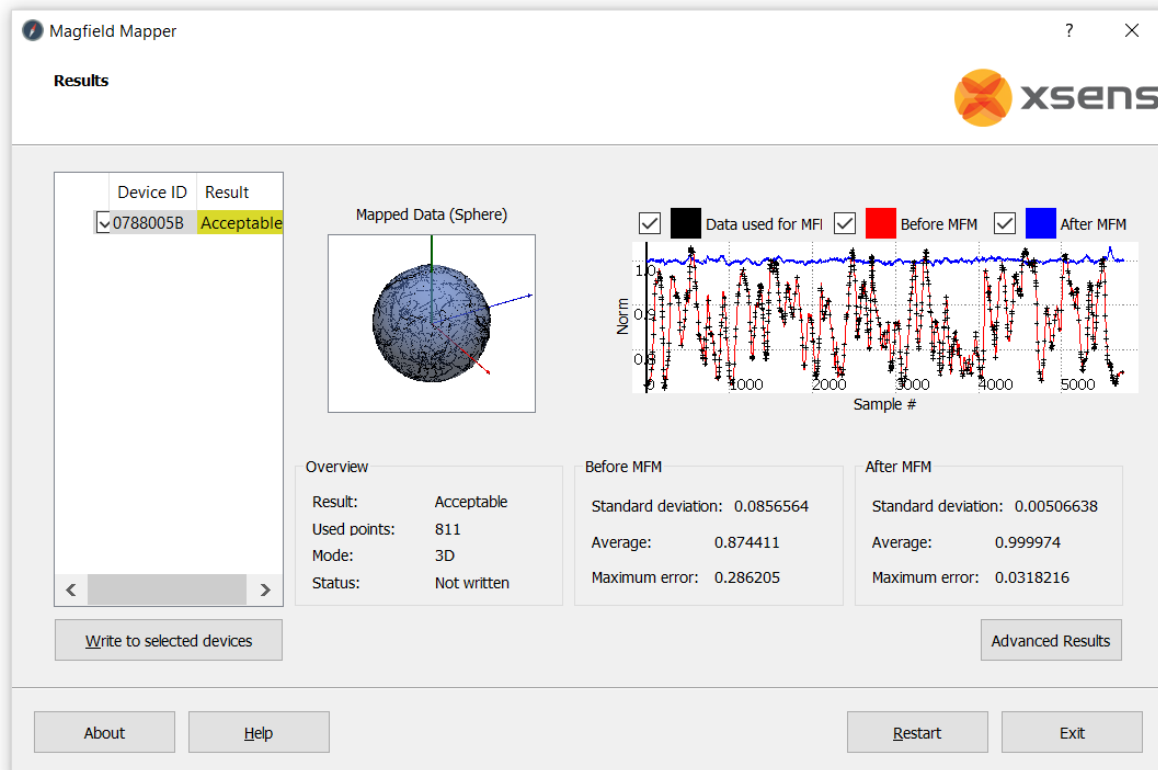 Magfield Mapper
?
Results
xsens
Device ID Result
0788005B Acceptable
Mapped Data (Sphere)
Data used for MFI Before MFM After MFM
Norm
1.0
0 1000 2000 3000 4000 5000
Sample #
Overview
Result: Acceptable
Used points: 811
Mode: 3D
Status: Not written
Before MFM
Standard deviation: 0.0856564
Average: 0.874411
Maximum error: 0.286205
After MFM
Standard deviation: 0.00506638
Average: 0.999974
Maximum error: 0.0318216
Write to selected devices
Advanced Results
About Help Restart Exit